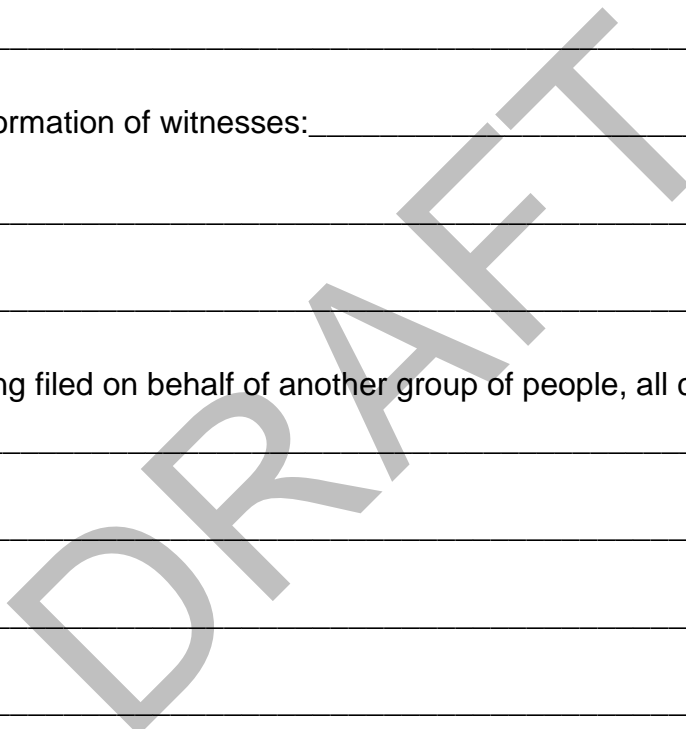 ormation of witnesses:
ng filed on behalf of another group of people, all
DRAFT